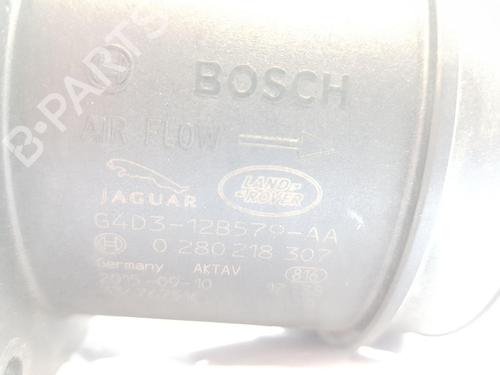 BOSCH
AIR FLOW
JAGUAR LAND ROVER
G4D3-12B579-AA
0 280 218 307
Germany AKTAV 816
2015-09-10
B-PARTS